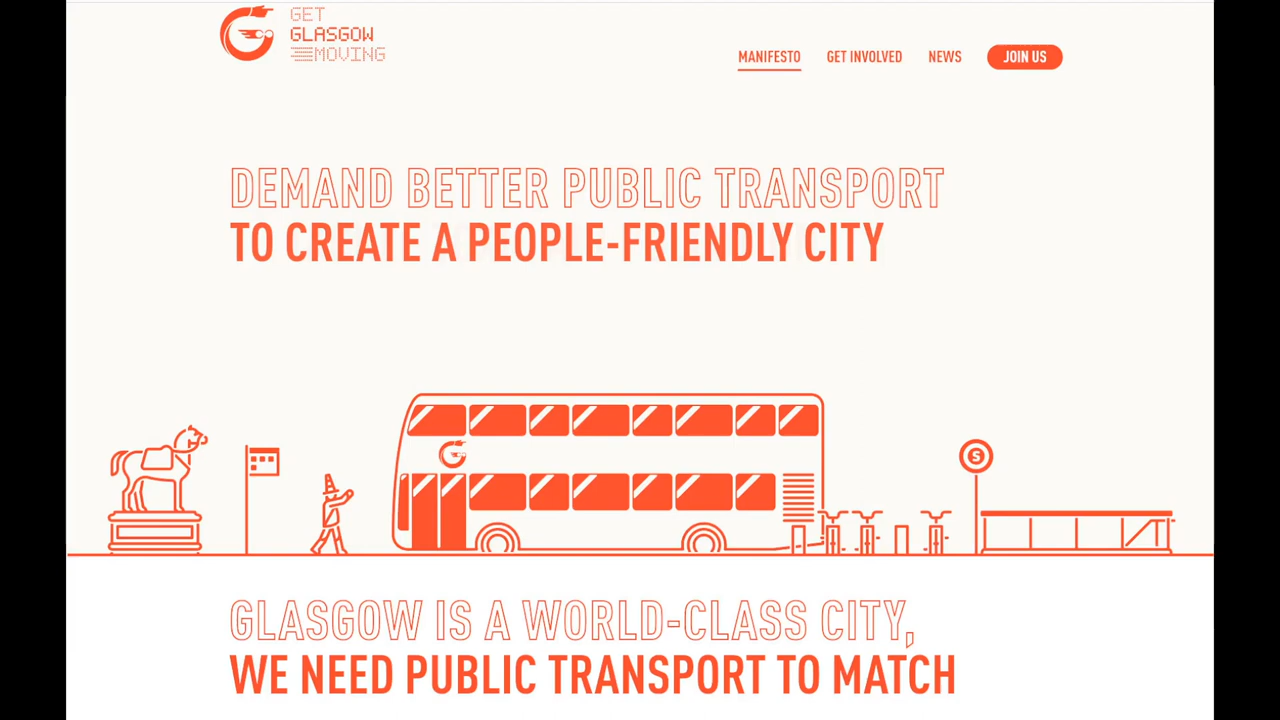 GET
GLASGOW
MOVING
MANIFESTO
GET INVOLVED
NEWS
JOIN US
DEMAND BETTER PUBLIC TRANSPORT
TO CREATE A PEOPLE-FRIENDLY CITY
S
GLASGOW IS A WORLD-CLASS CITY,
WE NEED PUBLIC TRANSPORT TO MATCH